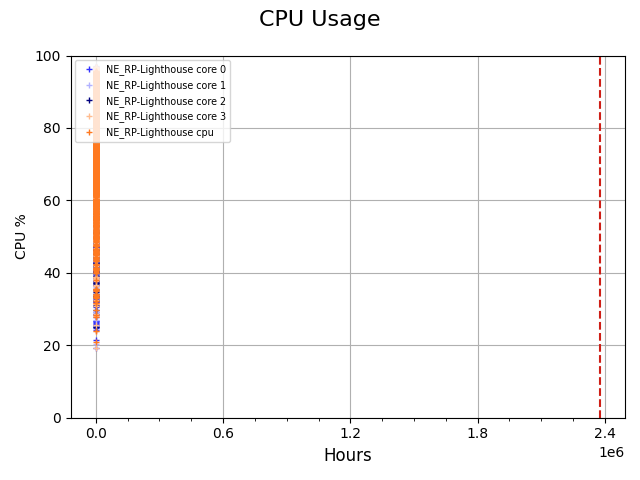 CPU Usage
100
80
60
40
20
0
CPU %
NE_RP-Lighthouse core 0
NE_RP-Lighthouse core 1
NE_RP-Lighthouse core 2
NE_RP-Lighthouse core 3
NE_RP-Lighthouse cpu
0.0 0.6 1.2 1.8 2.4
1e6
Hours